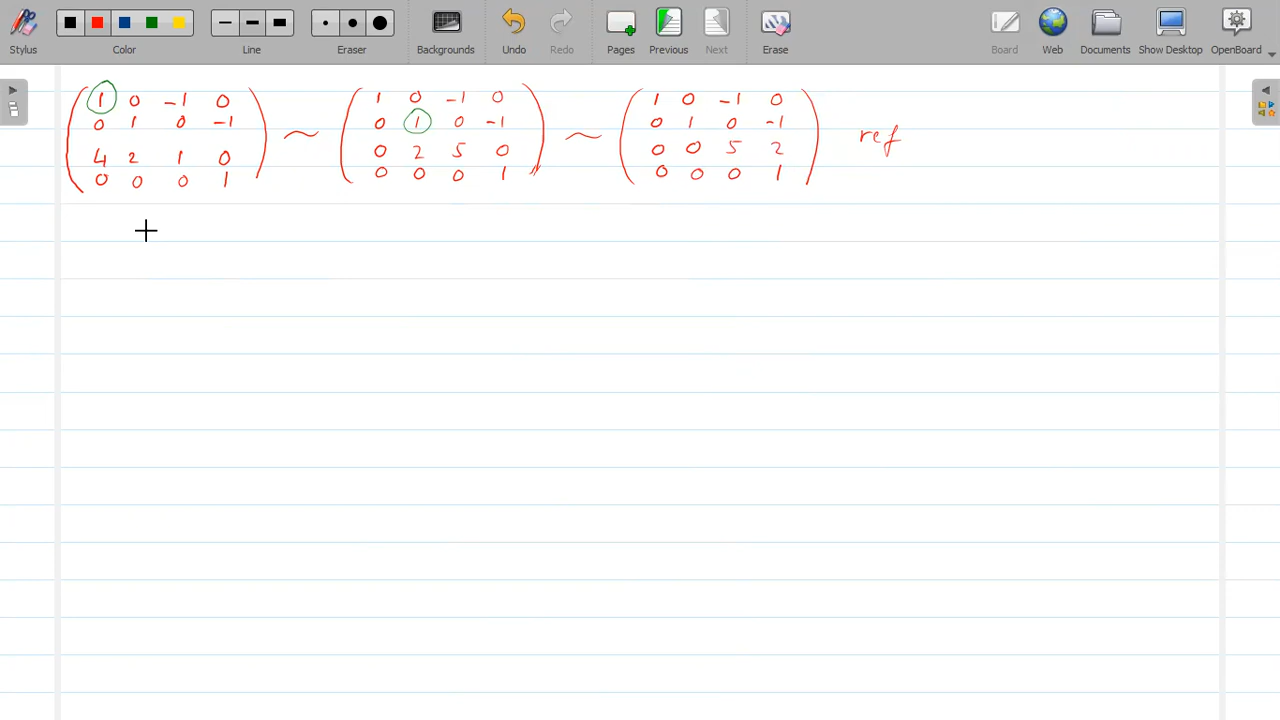 Stylus Color Line Eraser Backgrounds Undo Redo Pages Previous Next Erase Board Web Documents Show Desktop OpenBoard
1 0 -1 0 1 0 -1 0 1 0 -1 0
0 1 0 -1 ~ 0 1 0 -1 ~ 0 1 0 -1 ref
4 2 1 0 0 2 5 0 0 0 5 2
0 0 0 1 0 0 0 1 0 0 0 1